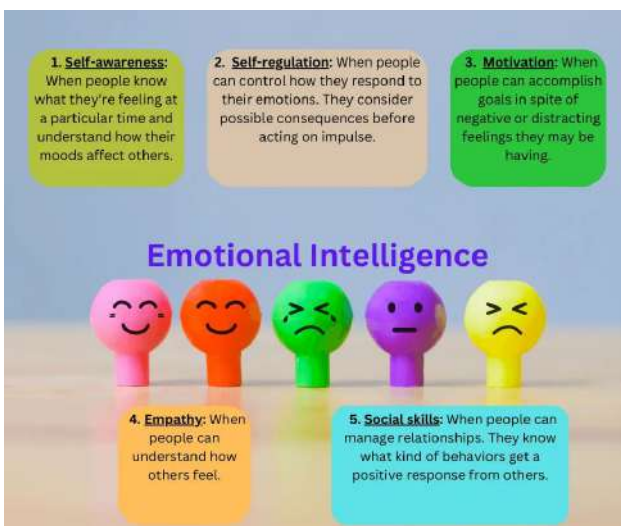 1. Self-awareness:
When people know
what they're feeling at
a particular time and
understand how their
moods affect others.
2. Self-regulation: When people
can control how they respond to
their emotions. They consider
possible consequences before
acting on impulse.
3. Motivation: When
people can accomplish
goals in spite of
negative or distracting
feelings they may be
having.
Emotional Intelligence
4. Empathy: When
people can
understand how
others feel.
5. Social skills: When people can
manage relationships. They know
what kind of behaviors get a
positive response from others.